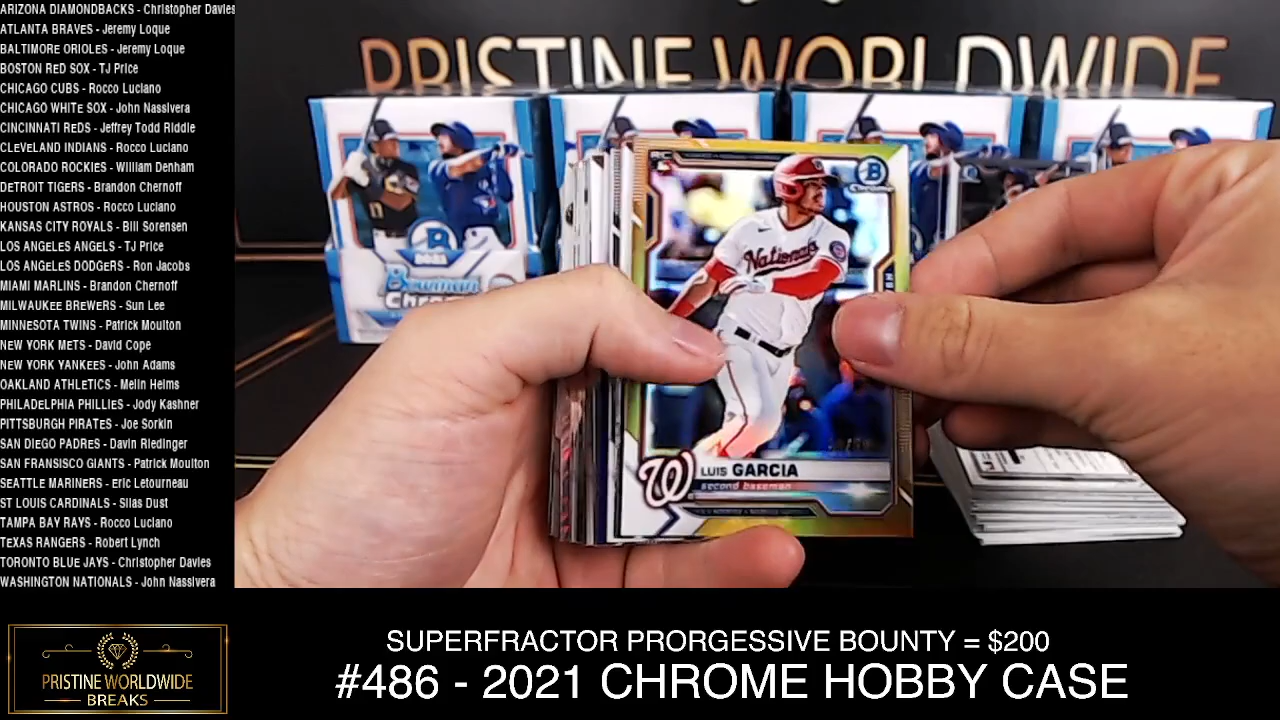 ARIZONA DIAMONDBACKS - Christopher Davies
ATLANTA BRAVES - Jeremy Loque
BALTIMORE ORIOLES - Jeremy Loque
BOSTON RED SOX - TJ Price
CHICAGO CUBS - Rocco Luciano
CHICAGO WHITE SOX - John Nassivera
CINCINNATI REDS - Jeffrey Todd Riddle
CLEVELAND INDIANS - Rocco Luciano
COLORADO ROCKIES - William Denham
DETROIT TIGERS - Brandon Chernoff
HOUSTON ASTROS - Rocco Luciano
KANSAS CITY ROYALS - Bill Sorensen
LOS ANGELES ANGELS - TJ Price
LOS ANGELES DODGERS - Ron Jacobs
MIAMI MARLINS - Brandon Chernoff
MILWAUKEE BREWERS - Sun Lee
MINNESOTA TWINS - Patrick Moulton
NEW YORK METS - David Cope
NEW YORK YANKEES - John Adams
OAKLAND ATHLETICS - Melin Helms
PHILADELPHIA PHILLIES - Jody Kashner
PITTSBURGH PIRATES - Joe Sorkin
SAN DIEGO PADRES - Davin Riedinger
SAN FRANSISCO GIANTS - Patrick Moulton
SEATTLE MARINERS - Eric Letourneau
ST LOUIS CARDINALS - Silas Dust
TAMPA BAY RAYS - Rocco Luciano
TEXAS RANGERS - Robert Lynch
TORONTO BLUE JAYS - Christopher Davies
WASHINGTON NATIONALS - John Nassivera
PRISTINE WORLDWIDE
2021
Bowman
Chrome
RC
B
Chrome
Nationals
W
LUIS GARCIA
second baseman
PRISTINE WORLDWIDE
BREAKS
SUPERFRACTOR PRORGESSIVE BOUNTY = $200
#486 - 2021 CHROME HOBBY CASE